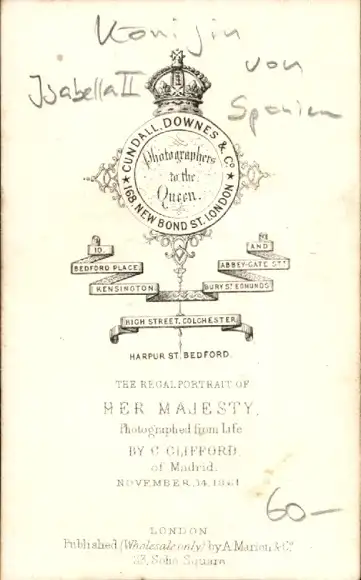 Königin
von
Isabella II
Spanien
CUNDALL, DOWNES & Co
168, NEW BOND ST. LONDON
Photographers
to the
Queen.
10,
BEDFORD PLACE,
KENSINGTON.
AND
ABBEY-GATE ST.
BURY ST EDMUNDS
HIGH STREET, COLCHESTER
HARPUR ST. BEDFORD.
THE REGAL PORTRAIT OF
HER MAJESTY,
Photographed from Life
BY C. CLIFFORD
of Madrid.
NOVEMBER, 14. 1861
60—
LONDON
Published (Wholesale only) by A. Marion, & Co.
23, Soho Square